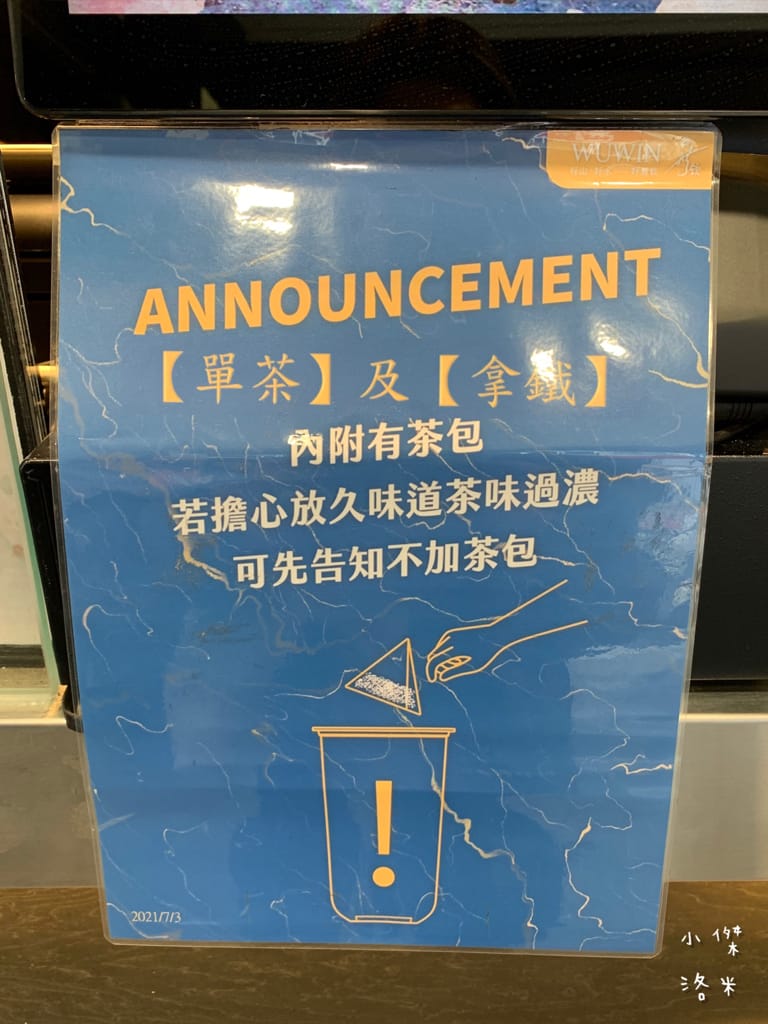 WUWIN
ANNOUNCEMENT
【單茶】及【拿鐵】
內附有茶包
若擔心放久味道茶味過濃
可先告知不加茶包
2021/7/3
小傑
洛米